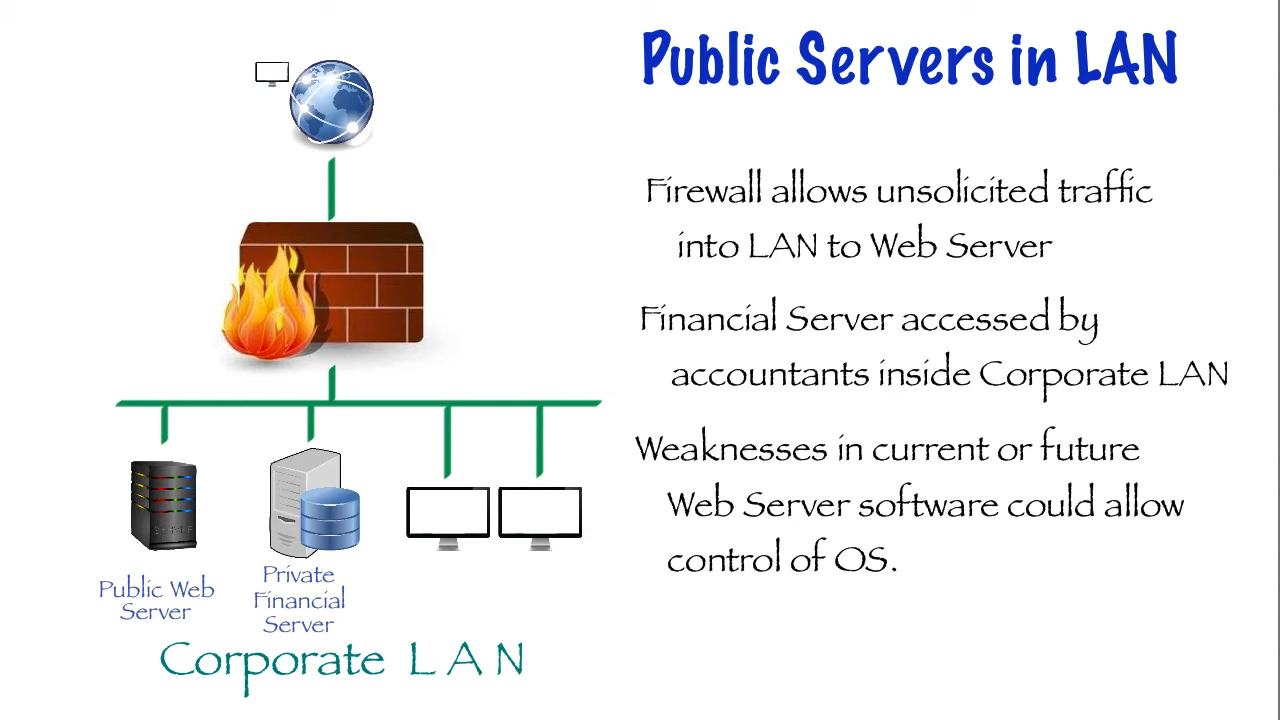 Public Servers in LAN
Firewall allows unsolicited traffic
into LAN to Web Server
Financial Server accessed by
accountants inside Corporate LAN
Weaknesses in current or future
Web Server software could allow
control of OS.
Public Web
Server
Private
Financial
Server
Corporate L A N